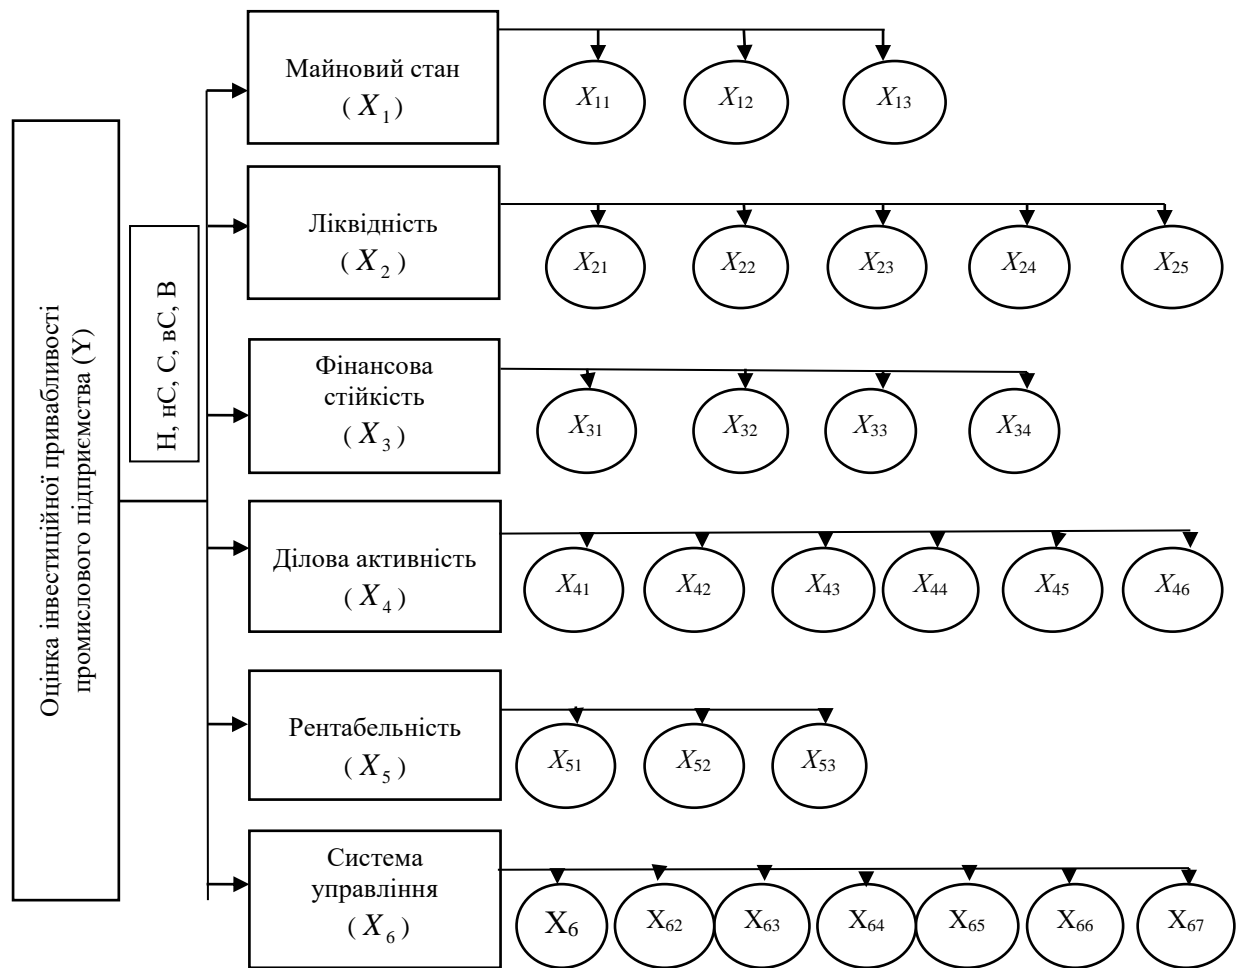 Оцінка інвестиційної привабливості
промислового підприємства (Y)
Н, нС, С, вС, В
Майновий стан
( X1 )
X11 X12 X13
Ліквідність
( X2 )
X21 X22 X23 X24 X25
Фінансова
стійкість
( X3 )
X31 X32 X33 X34
Ділова активність
( X4 )
X41 X42 X43 X44 X45 X46
Рентабельність
( X5 )
X51 X52 X53
Система
управління
( X6 )
X6 X62 X63 X64 X65 X66 X67